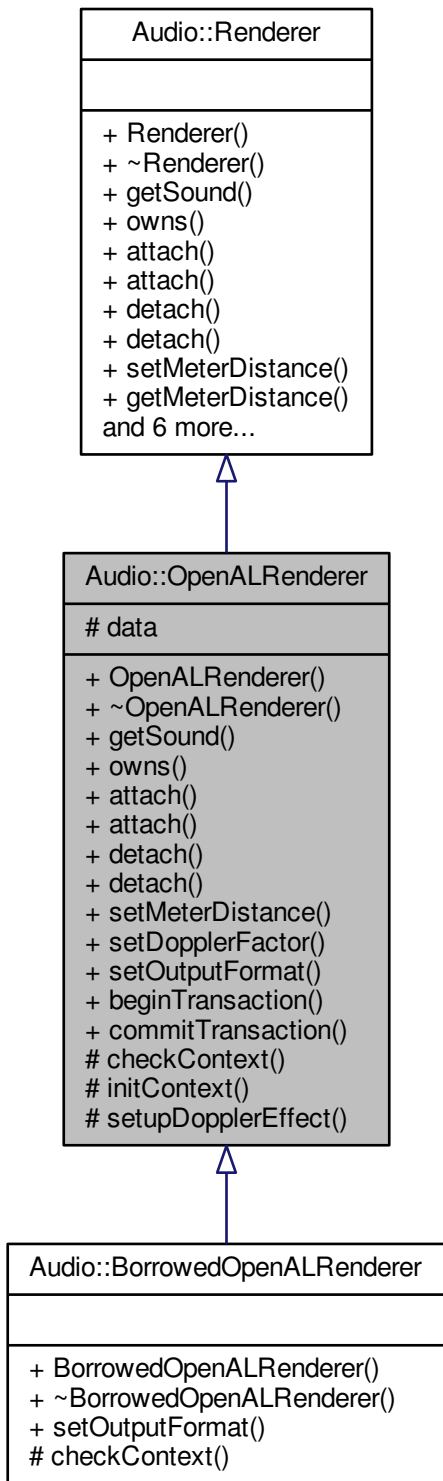 Audio::Renderer
+ Renderer()
+ ~Renderer()
+ getSound()
+ owns()
+ attach()
+ attach()
+ detach()
+ detach()
+ setMeterDistance()
+ getMeterDistance()
and 6 more...
Audio::OpenALRenderer
# data
+ OpenALRenderer()
+ ~OpenALRenderer()
+ getSound()
+ owns()
+ attach()
+ attach()
+ detach()
+ detach()
+ setMeterDistance()
+ setDopplerFactor()
+ setOutputFormat()
+ beginTransaction()
+ commitTransaction()
# checkContext()
# initContext()
# setupDopplerEffect()
Audio::BorrowedOpenALRenderer
+ BorrowedOpenALRenderer()
+ ~BorrowedOpenALRenderer()
+ setOutputFormat()
# checkContext()